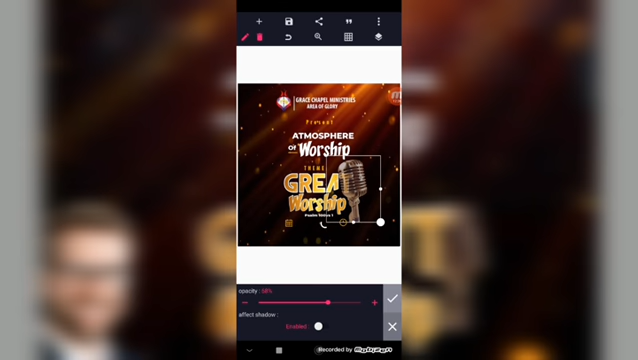 GRACE CHAPEL MINISTRIES
AREA OF GLORY
Present
ATMOSPHERE
OF Worship
THEME
GREA
Worship
opacity : 68%
affect shadow :
Enabled
Recorded by